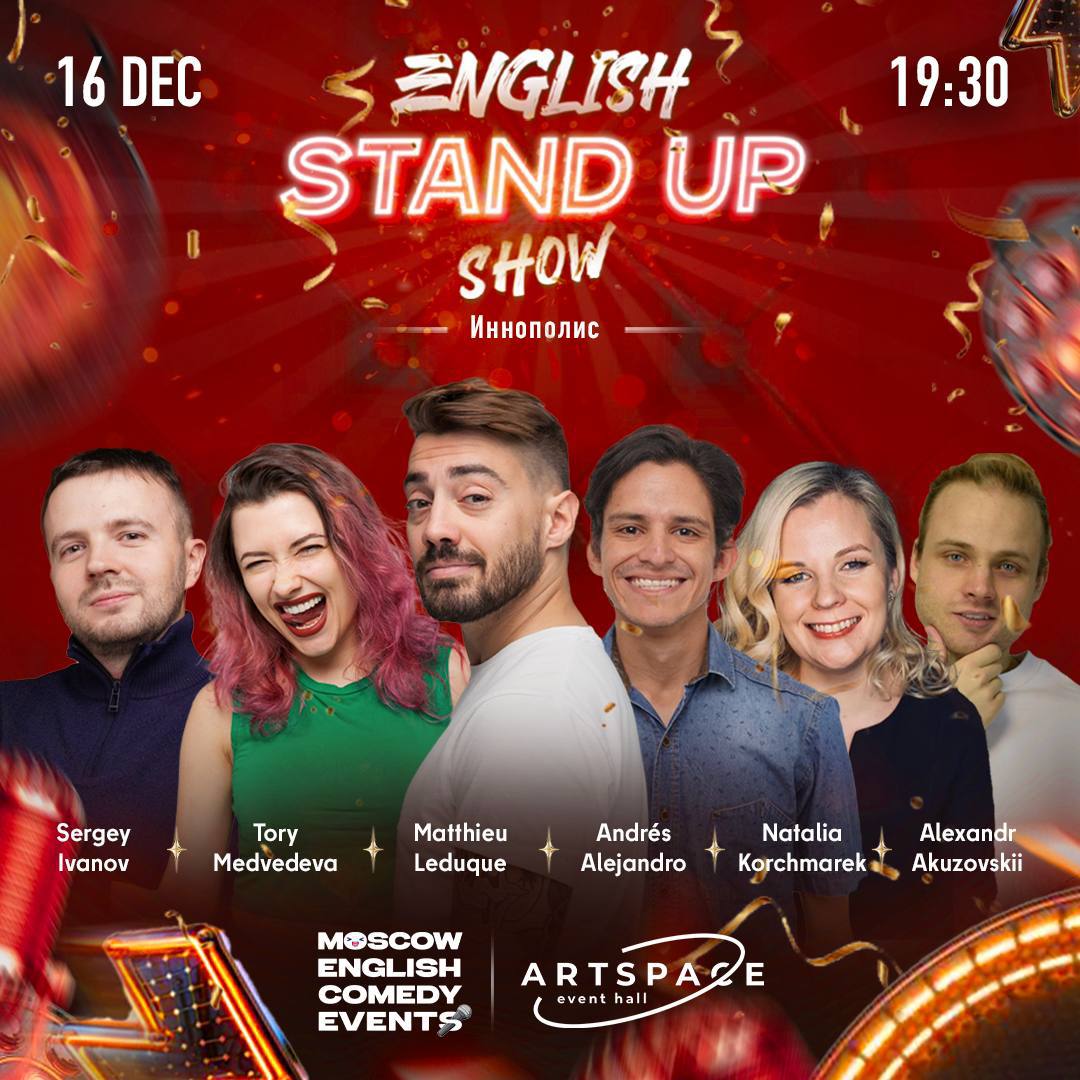 16 DEC
ENGLISH
19:30
STAND UP
SHOW
Иннополис
Sergey
Ivanov
Tory
Medvedeva
Matthieu
Leduque
Andrés
Alejandro
Natalia
Korchmarek
Alexandr
Akuzovskii
MOSCOW
ENGLISH
COMEDY
EVENTS
ARTSPACE
event hall